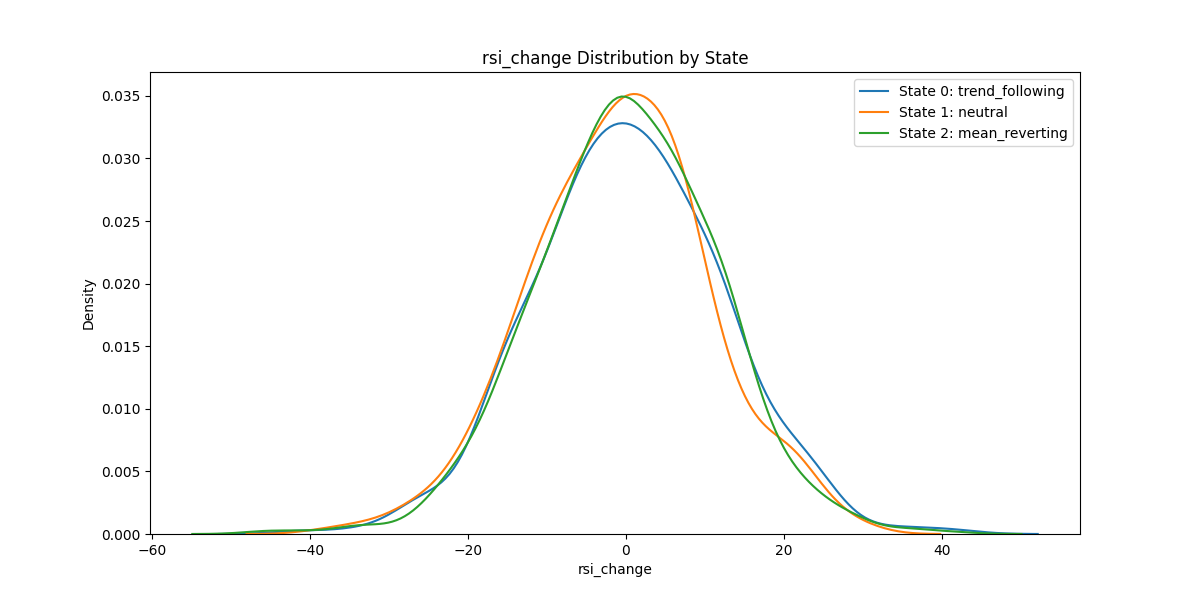 rsi_change Distribution by State
State 0: trend_following
State 1: neutral
State 2: mean_reverting
Density
0.035
0.030
0.025
0.020
0.015
0.010
0.005
0.000
−60
−40
−20
0
20
40
rsi_change